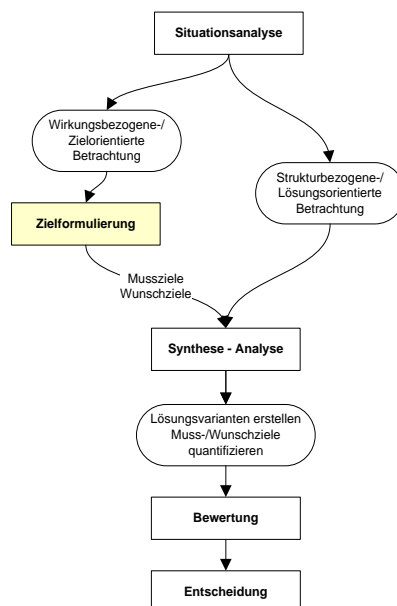 Situationsanalyse
Wirkungsbezogene-/
Zielorientierte
Betrachtung
Strukturbezogene-/
Lösungsorientierte
Betrachtung
Zielformulierung
Mussziele
Wunschziele
Synthese - Analyse
Lösungsvarianten erstellen
Muss-/Wunschziele
quantifizieren
Bewertung
Entscheidung